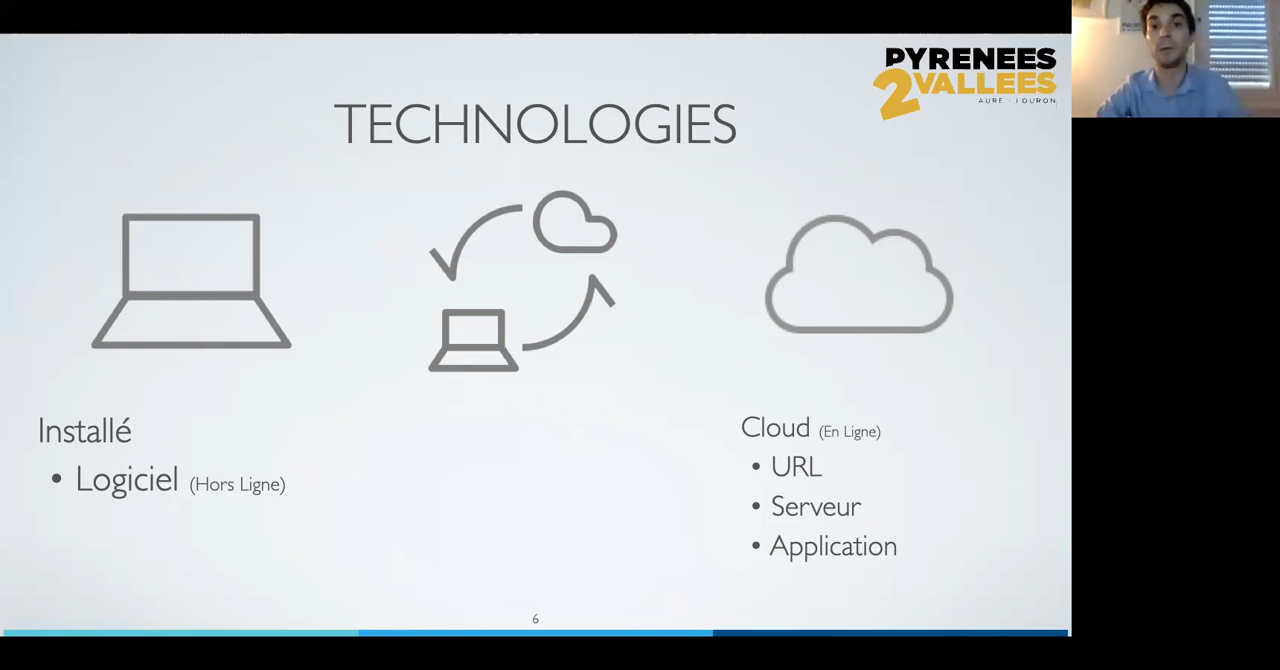 PYRENEES
2VALLEES
AURE - LOURON
TECHNOLOGIES
Installé
• Logiciel (Hors Ligne)
Cloud (En Ligne)
• URL
• Serveur
• Application
6